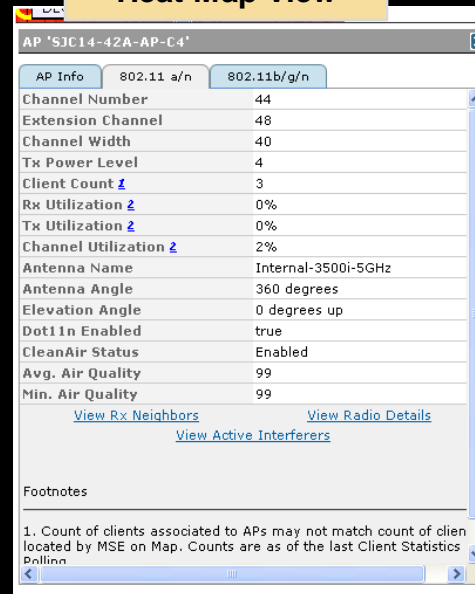 Heat Map View
AP 'SJC14-42A-AP-C4'
AP Info 802.11 a/n 802.11b/g/n
Channel Number 44
Extension Channel 48
Channel Width 40
Tx Power Level 4
Client Count 1 3
Rx Utilization 2 0%
Tx Utilization 2 0%
Channel Utilization 2 2%
Antenna Name Internal-3500i-5GHz
Antenna Angle 360 degrees
Elevation Angle 0 degrees up
Dot11n Enabled true
CleanAir Status Enabled
Avg. Air Quality 99
Min. Air Quality 99
View Rx Neighbors View Radio Details
View Active Interferers
Footnotes
1. Count of clients associated to APs may not match count of clien
located by MSE on Map. Counts are as of the last Client Statistics
Polling